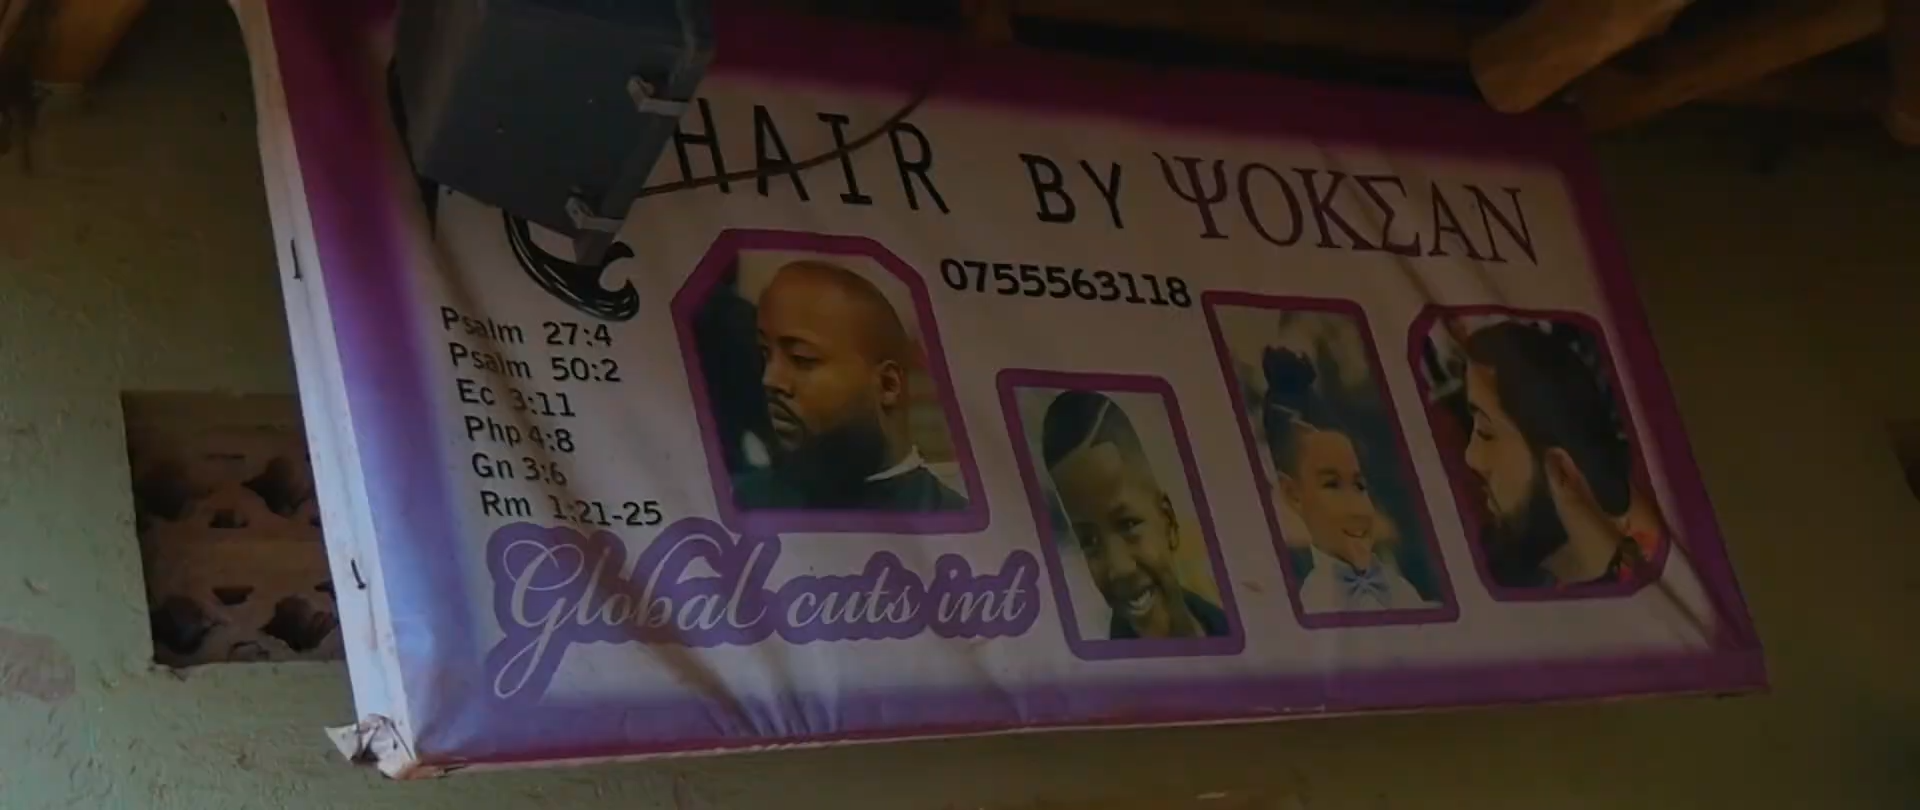 HAIR BY ΨΟΚΣΑΝ
0755563118
Psalm 27:4
Psalm 50:2
Ec 3:11
Php 4:8
Gn 3:6
Rm 1:21-25
Global cuts int